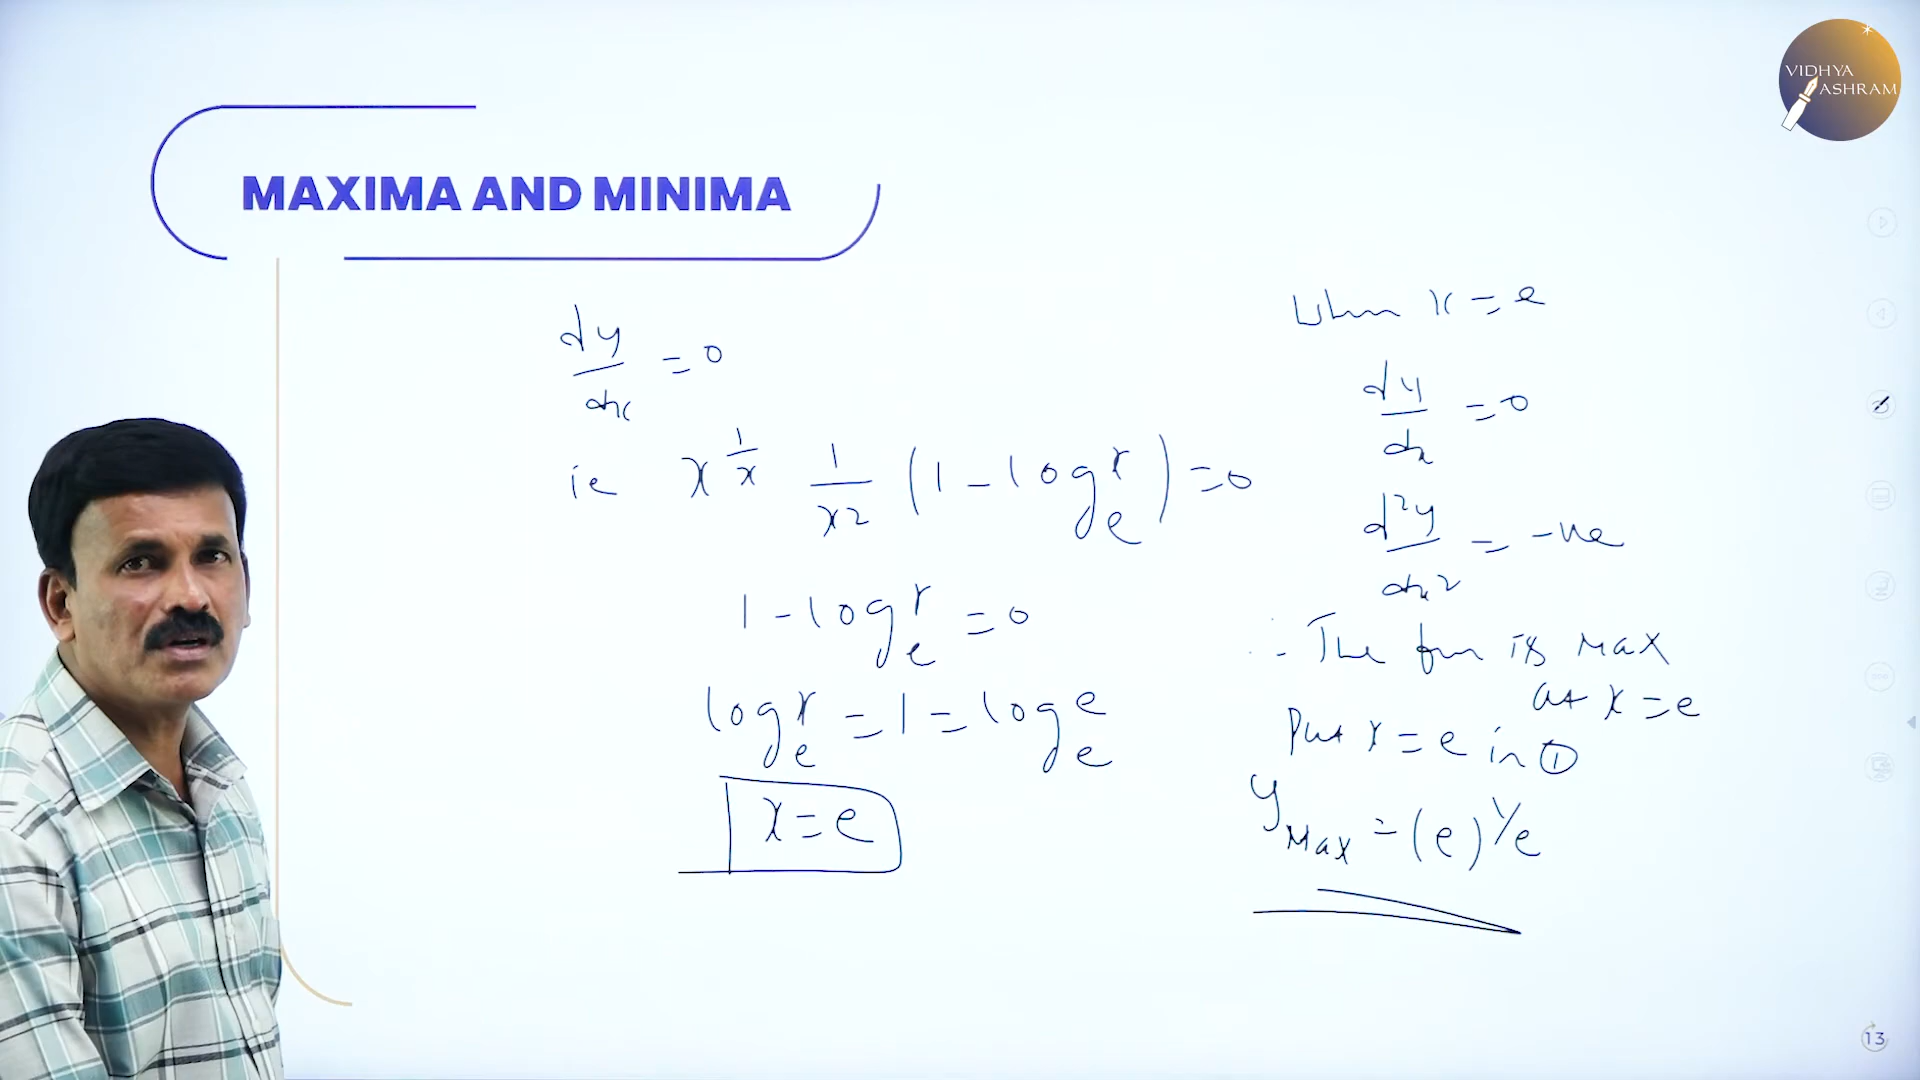 VIDHYA
ASHRAM
MAXIMA AND MINIMA
dy/dx = 0
ie x^(1/x) 1/x2 (1 - log_e x) = 0
1 - log_e x = 0
log_e x = 1 = log_e e
x = e
When x = e
dy/dx = 0
d²y/dx² = -ve
∴ The fun is Max
at x = e
Put x = e in ①
y_Max = (e)^1/e
13